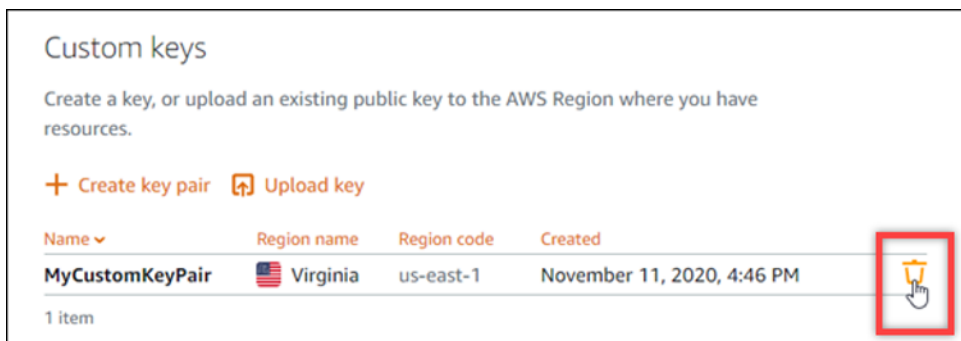 Custom keys
Create a key, or upload an existing public key to the AWS Region where you have
resources.
Create key pair Upload key
Name Region name Region code Created
MyCustomKeyPair Virginia us-east-1 November 11, 2020, 4:46 PM
1 item